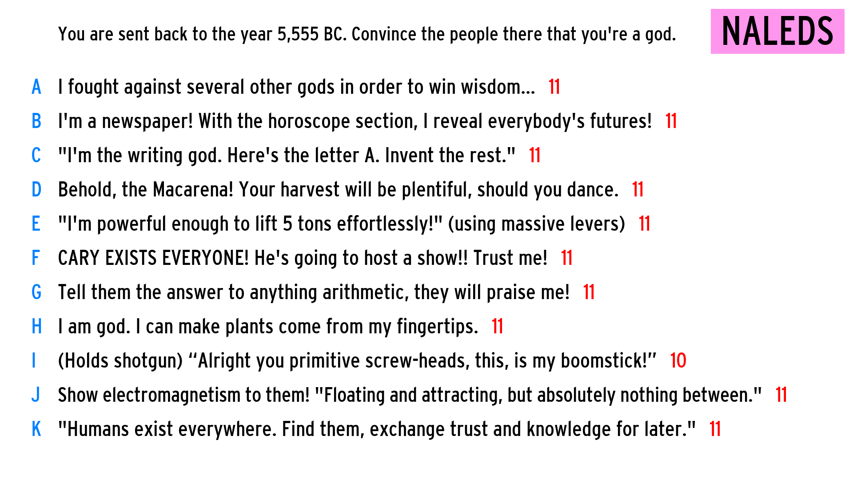 You are sent back to the year 5,555 BC. Convince the people there that you're a god.
NALEDS
A I fought against several other gods in order to win wisdom... 11
B I'm a newspaper! With the horoscope section, I reveal everybody's futures! 11
C "I'm the writing god. Here's the letter A. Invent the rest." 11
D Behold, the Macarena! Your harvest will be plentiful, should you dance. 11
E "I'm powerful enough to lift 5 tons effortlessly!" (using massive levers) 11
F CARY EXISTS EVERYONE! He's going to host a show!! Trust me! 11
G Tell them the answer to anything arithmetic, they will praise me! 11
H I am god. I can make plants come from my fingertips. 11
I (Holds shotgun) “Alright you primitive screw-heads, this, is my boomstick!” 10
J Show electromagnetism to them! "Floating and attracting, but absolutely nothing between." 11
K "Humans exist everywhere. Find them, exchange trust and knowledge for later." 11